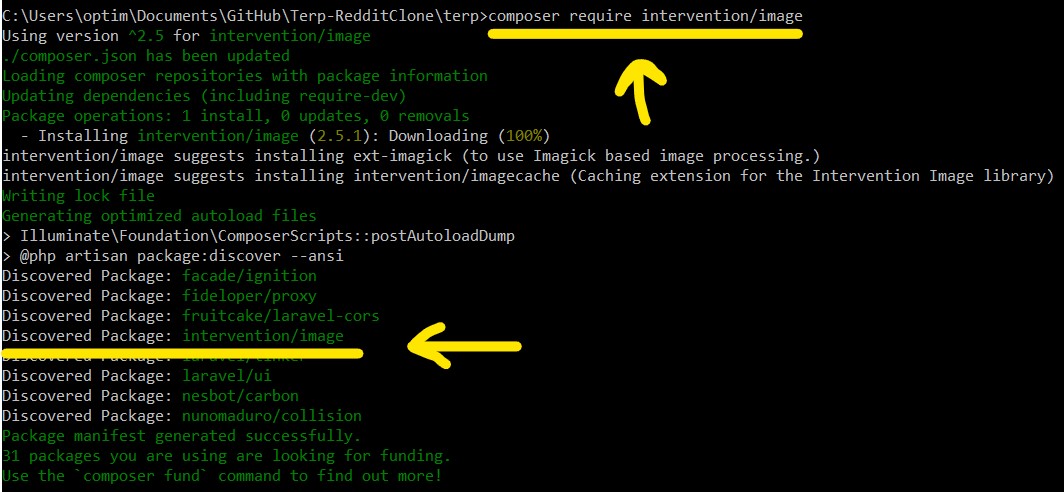 C:\Users\optim\Documents\GitHub\Terp-RedditClone\terp>composer require intervention/image
Using version ^2.5 for intervention/image
./composer.json has been updated
Loading composer repositories with package information
Updating dependencies (including require-dev)
Package operations: 1 install, 0 updates, 0 removals
  - Installing intervention/image (2.5.1): Downloading (100%)
intervention/image suggests installing ext-imagick (to use Imagick based image processing.)
intervention/image suggests installing intervention/imagecache (Caching extension for the Intervention Image library)
Writing lock file
Generating optimized autoload files
> Illuminate\Foundation\ComposerScripts::postAutoloadDump
> @php artisan package:discover --ansi
Discovered Package: facade/ignition
Discovered Package: fideloper/proxy
Discovered Package: fruitcake/laravel-cors
Discovered Package: intervention/image
Discovered Package: laravel/tinker
Discovered Package: laravel/ui
Discovered Package: nesbot/carbon
Discovered Package: nunomaduro/collision
Package manifest generated successfully.
31 packages you are using are looking for funding.
Use the `composer fund` command to find out more!